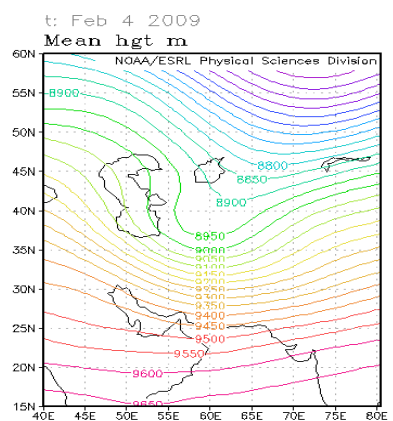 t: Feb 4 2009
Mean hgt m
NOAA/ESRL Physical Sciences Division
60N
55N
8900
50N
8800
45N
8850
8900
40N
8950
9000
35N
30N
9350
9400
9450
25N
9500
9550
20N
9600
9650
15N
40E 45E 50E 55E 60E 65E 70E 75E 80E